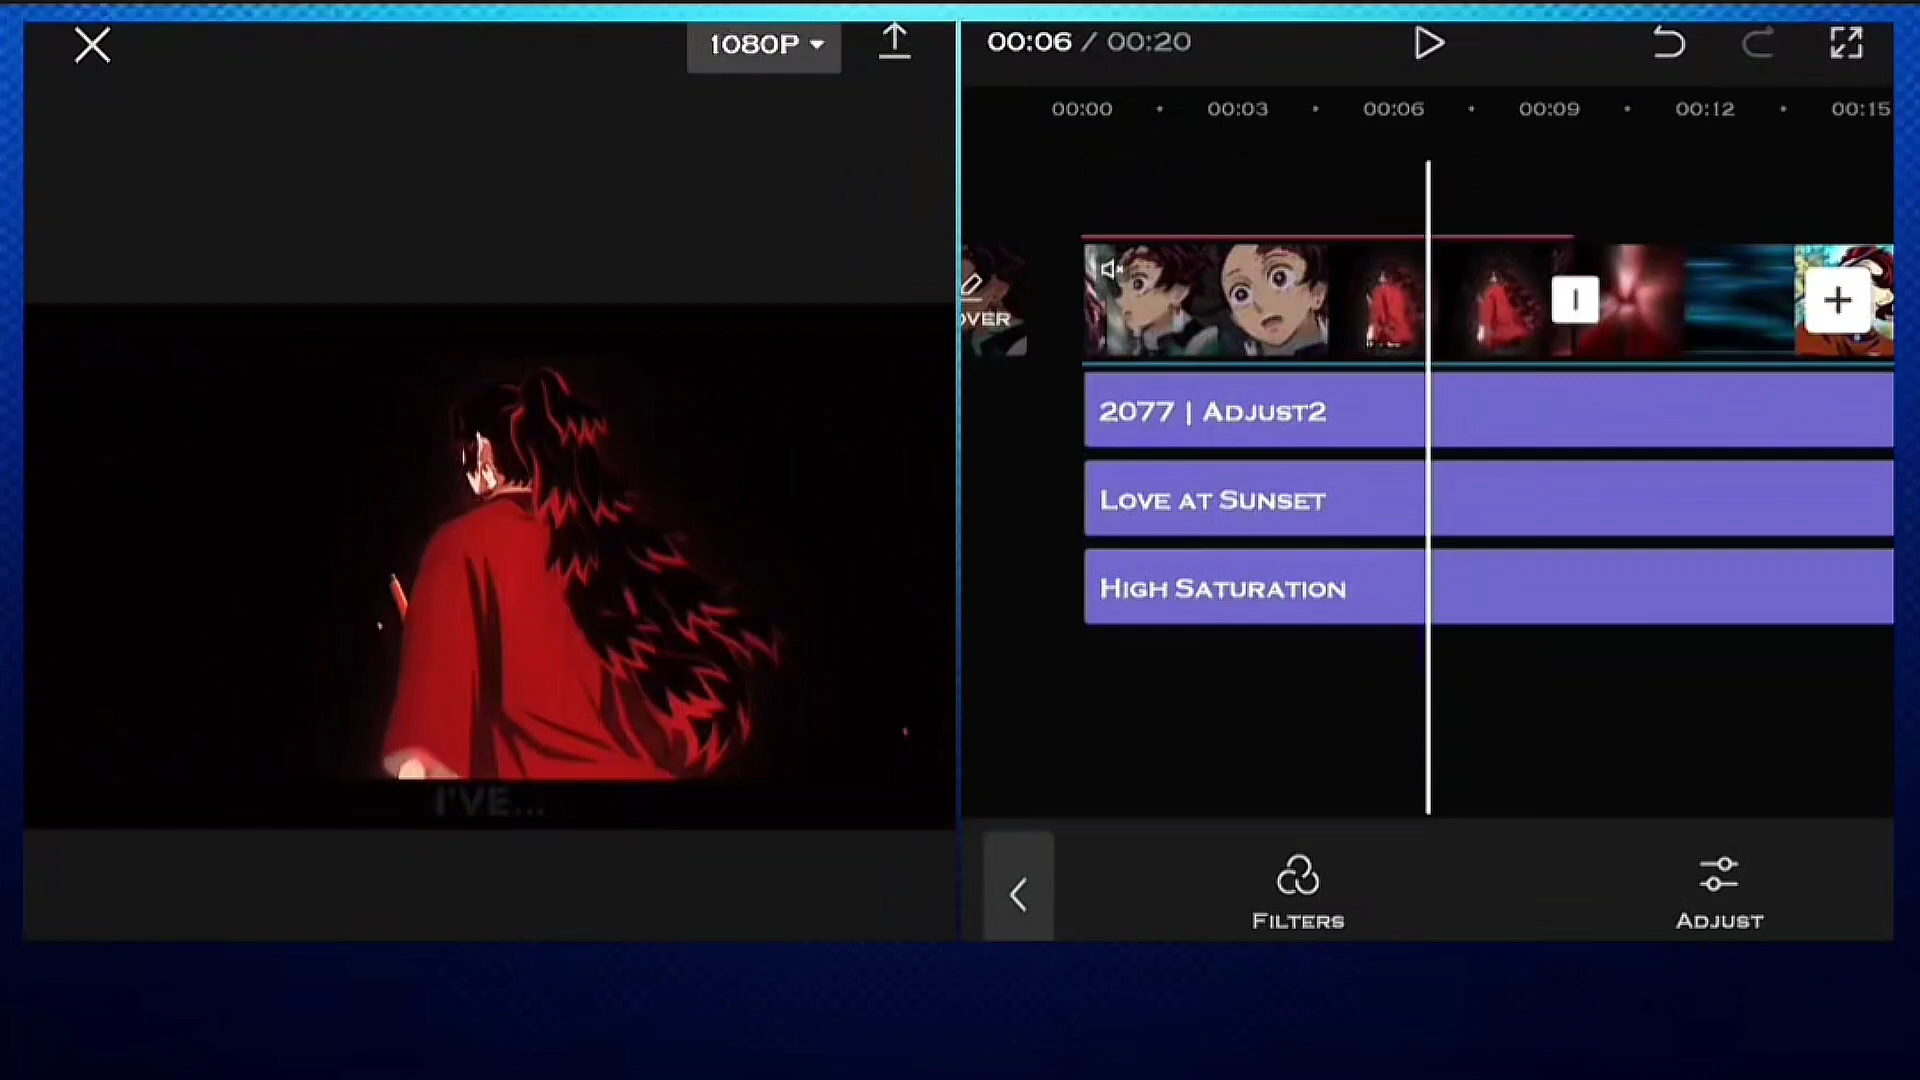 1080P
I'VE...
00:06 / 00:20
00:00 00:03 00:06 00:09 00:12 00:15
OVER
2077 | ADJUST2
LOVE AT SUNSET
HIGH SATURATION
FILTERS
ADJUST